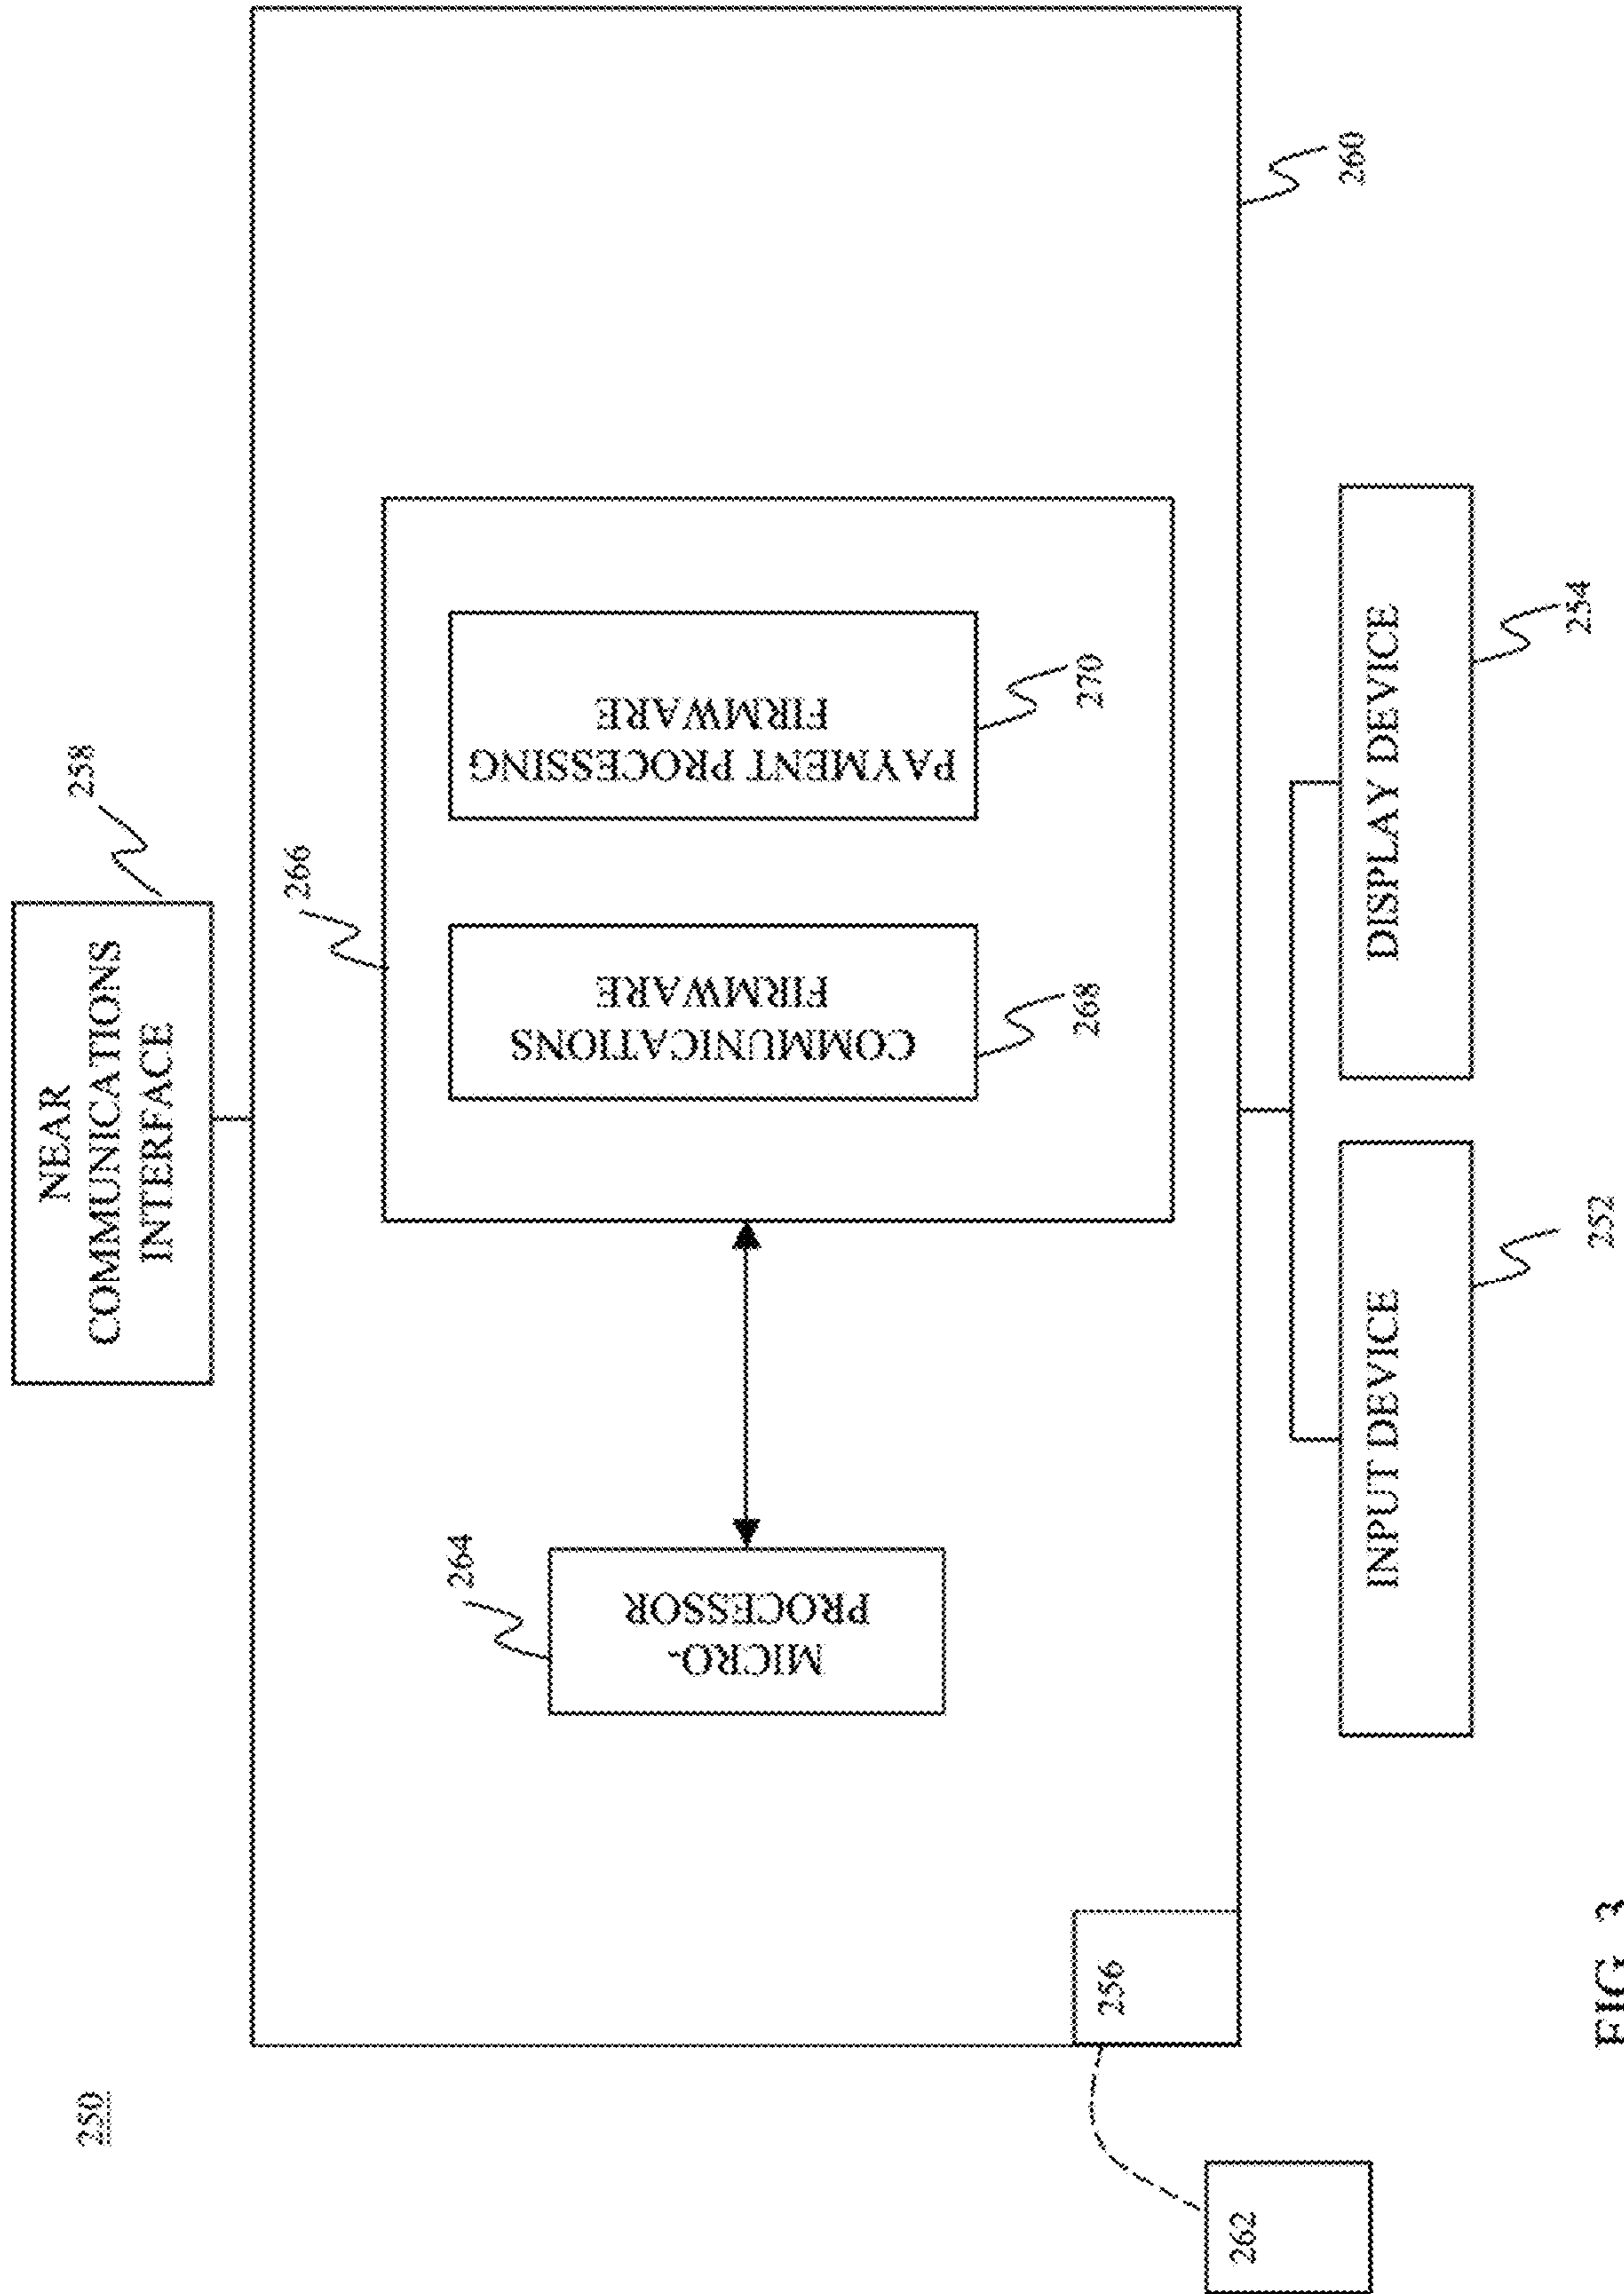 250
NEAR
COMMUNICATIONS
INTERFACE
258
266
264
MICRO-
PROCESSOR
COMMUNICATIONS
FIRMWARE
268
PAYMENT PROCESSING
FIRMWARE
270
256
262
260
INPUT DEVICE
252
DISPLAY DEVICE
254
FIG. 3